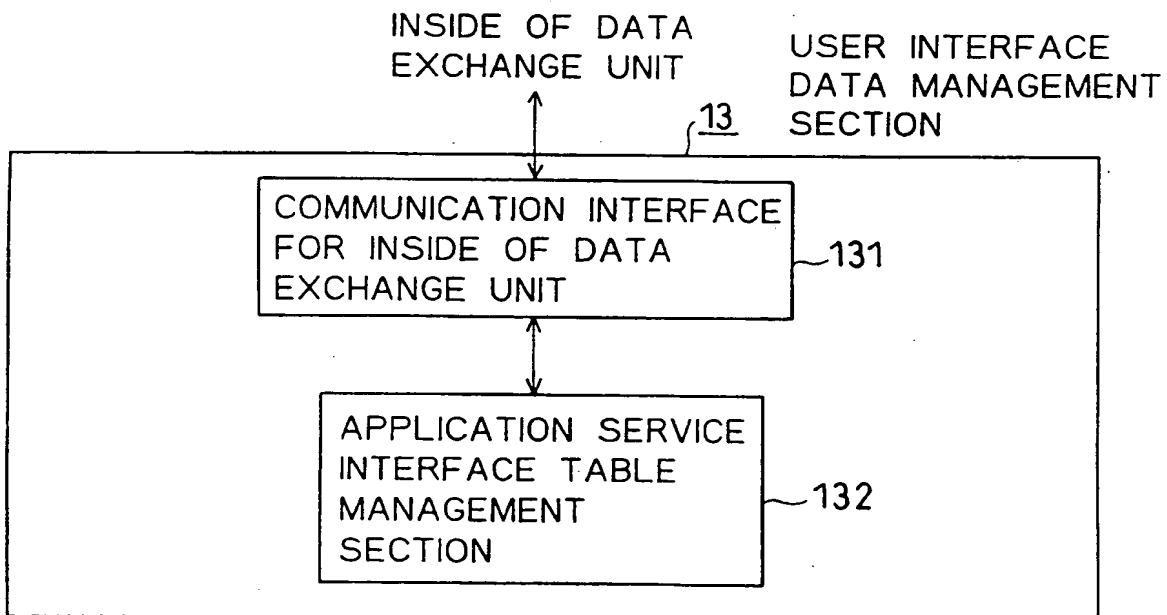 INSIDE OF DATA
EXCHANGE UNIT
13
USER INTERFACE
DATA MANAGEMENT
SECTION
COMMUNICATION INTERFACE
FOR INSIDE OF DATA
EXCHANGE UNIT
131
APPLICATION SERVICE
INTERFACE TABLE
MANAGEMENT
SECTION
132